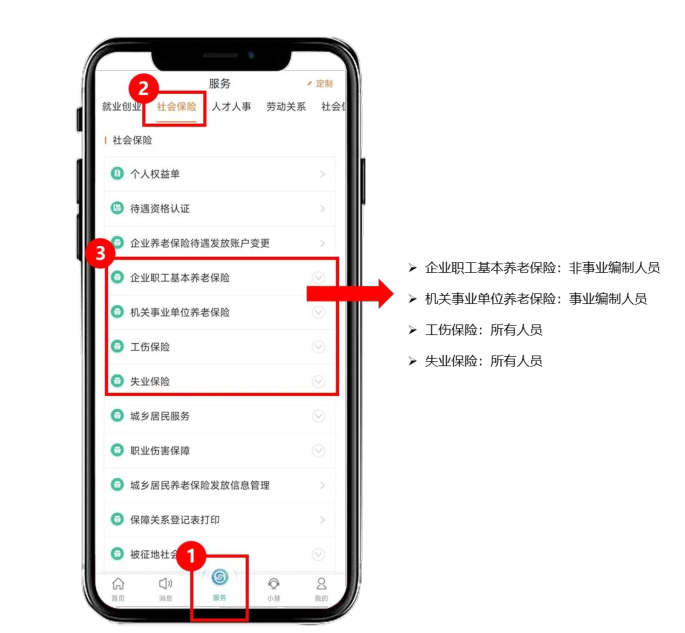 服务
定制
2
就业创业 社会保险 人才人事 劳动关系 社会
社会保险
个人权益单
待遇资格认证
企业养老保险待遇发放账户变更
3
企业职工基本养老保险
机关事业单位养老保险
工伤保险
失业保险
城乡居民服务
职业伤害保障
城乡居民养老保险发放信息管理
保障关系登记表打印
被征地社会
1
首页 消息 服务 小慧 我的
➢ 企业职工基本养老保险：非事业编制人员
➢ 机关事业单位养老保险：事业编制人员
➢ 工伤保险：所有人员
➢ 失业保险：所有人员